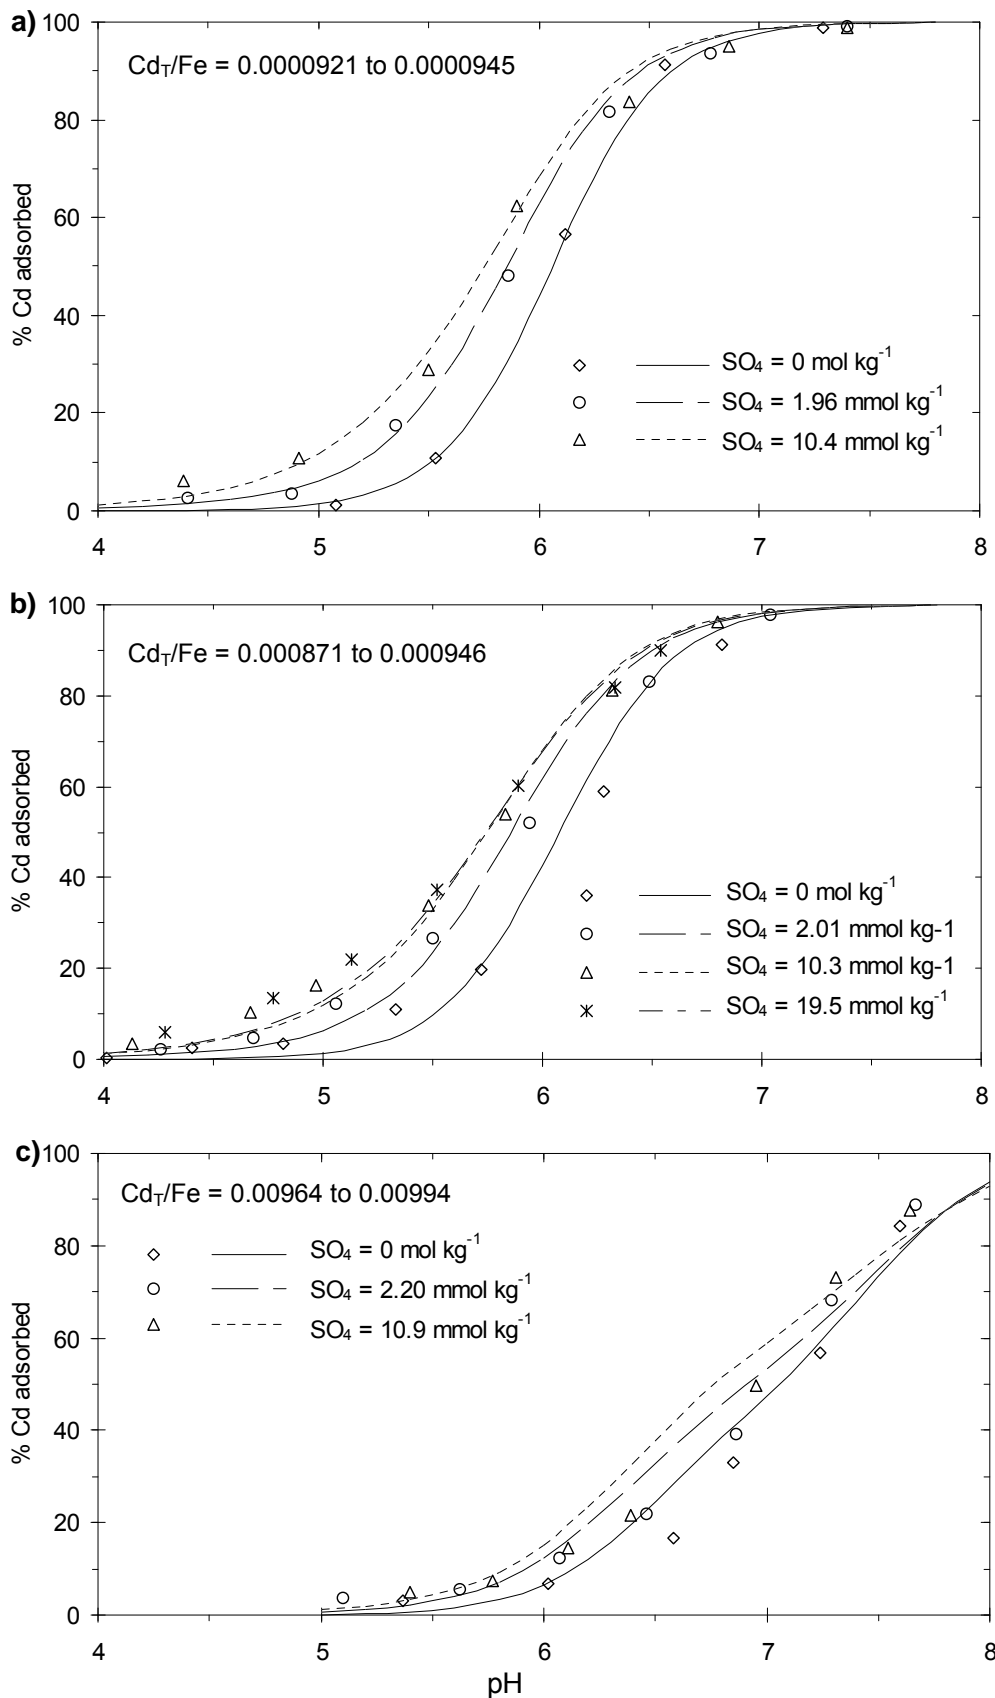 a)
100
80
60
40
20
0
% Cd adsorbed
Cd_T/Fe = 0.0000921 to 0.0000945
SO₄ = 0 mol kg⁻¹
SO₄ = 1.96 mmol kg⁻¹
SO₄ = 10.4 mmol kg⁻¹
4 5 6 7 8
b)
100
80
60
40
20
0
% Cd adsorbed
Cd_T/Fe = 0.000871 to 0.000946
SO₄ = 0 mol kg⁻¹
SO₄ = 2.01 mmol kg-1
SO₄ = 10.3 mmol kg-1
SO₄ = 19.5 mmol kg⁻¹
4 5 6 7 8
c)
100
80
60
40
20
0
% Cd adsorbed
Cd_T/Fe = 0.00964 to 0.00994
SO₄ = 0 mol kg⁻¹
SO₄ = 2.20 mmol kg⁻¹
SO₄ = 10.9 mmol kg⁻¹
4 5 6 7 8
pH